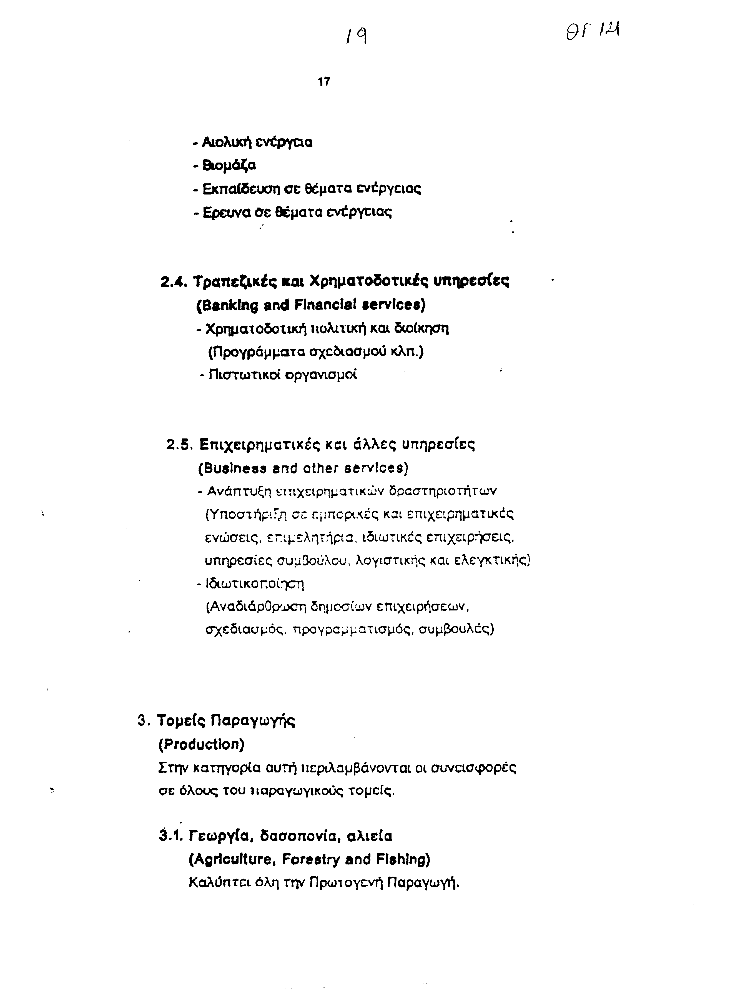 19
17
- Αιολική ενέργεια
- Βιομάζα
- Εκπαίδευση σε θέματα ενέργειας
- Ερευνα σε θέματα ενέργειας
2.4. Τραπεζικές και Χρηματοδοτικές υπηρεσίες
(Banking and Financial services)
- Χρηματοδοτική πολιτική και διοίκηση
(Προγράμματα σχεδιασμού κλπ.)
- Πιστωτικοί οργανισμοί
2.5. Επιχειρηματικές και άλλες υπηρεσίες
(Business and other services)
- Ανάπτυξη επιχειρηματικών δραστηριοτήτων
(Υποστήριξη σε εμπορικές και επιχειρηματικές
ενώσεις, επιμελητήρια, ιδιωτικές επιχειρήσεις,
υπηρεσίες συμβούλου, λογιστικής και ελεγκτικής)
- Ιδιωτικοποίηση
(Αναδιάρθρωση δημοσίων επιχειρήσεων,
σχεδιασμός, προγραμματισμός, συμβουλές)
3. Τομείς Παραγωγής
(Production)
Στην κατηγορία αυτή περιλαμβάνονται οι συνεισφορές
σε όλους του παραγωγικούς τομείς.
3.1. Γεωργία, δασοπονία, αλιεία
(Agriculture, Forestry and Fishing)
Καλύπτει όλη την Πρωτογενή Παραγωγή.